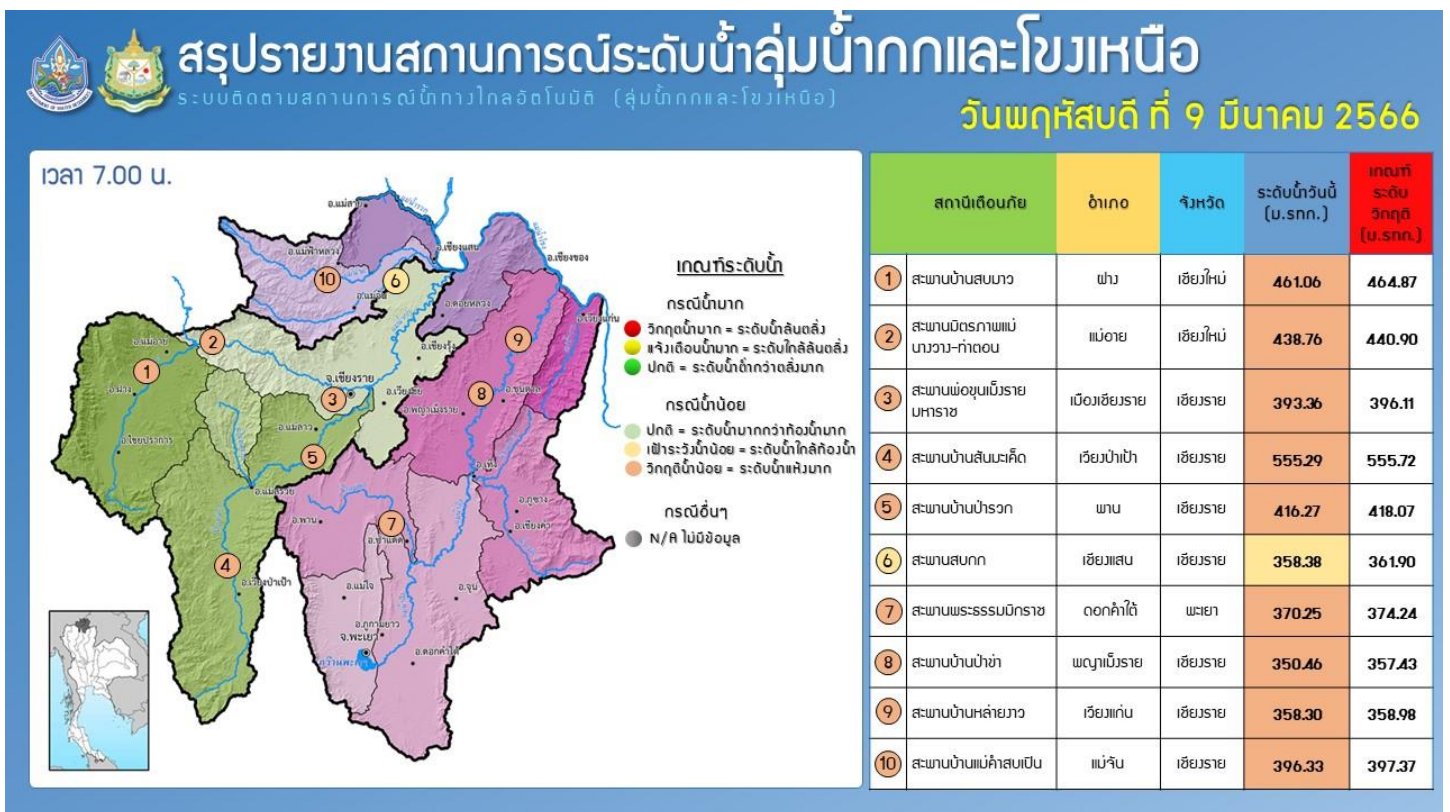 สรุปรายงานสถานการณ์ระดับน้ำลุ่มน้ำกกและโขงเหนือ
ระบบติดตามสถานการณ์น้ำทางไกลอัตโนมัติ (ลุ่มน้ำกกและโขงเหนือ)
วันพฤหัสบดี ที่ 9 มีนาคม 2566
เวลา 7.00 น.
อ.แม่สาย
อ.แม่ฟ้าหลวง
อ.เชียงแสน
อ.เชียงของ
อ.ดอยหลวง
อ.เวียงแก่น
อ.แม่อาย
อ.เชียงรุ้ง
จ.เชียงราย
อ.ฝาง
อ.พญาเม็งราย
อ.ขุนตาล
อ.แม่ลาว
อ.ไชยปราการ
อ.เทิง
อ.แม่สรวย
อ.ภูซาง
อ.พาน
อ.เชียงคำ
อ.ป่าแดด
อ.เวียงป่าเป้า
อ.แม่ใจ
อ.จุน
อ.ภูกามยาว
จ.พะเยา
อ.ดอกคำใต้
เกณฑ์ระดับน้ำ
กรณีน้ำมาก
วิกฤตน้ำมาก = ระดับน้ำล้นตลิ่ง
แจ้งเตือนน้ำมาก = ระดับใกล้ล้นตลิ่ง
ปกติ = ระดับน้ำต่ำกว่าตลิ่งมาก
กรณีน้ำน้อย
ปกติ = ระดับน้ำมากกว่าท้องน้ำมาก
เฝ้าระวังน้ำน้อย = ระดับน้ำใกล้ท้องน้ำ
วิกฤติน้ำน้อย = ระดับน้ำแห้งมาก
กรณีอื่นๆ
N/A ไม่มีข้อมูล
สถานีเตือนภัย อำเภอ จังหวัด ระดับน้ำวันนี้ (ม.รทก.) เกณฑ์ระดับวิกฤติ (ม.รทก.)
1 สะพานบ้านสบมาว ฝาง เชียงใหม่ 461.06 464.87
2 สะพานมิตรภาพแม่นางวาง-ท่าตอน แม่อาย เชียงใหม่ 438.76 440.90
3 สะพานพ่อขุนเม็งรายมหาราช เมืองเชียงราย เชียงราย 393.36 396.11
4 สะพานบ้านสันมะเค็ด เวียงป่าเป้า เชียงราย 555.29 555.72
5 สะพานบ้านป่ารวก พาน เชียงราย 416.27 418.07
6 สะพานสบกก เชียงแสน เชียงราย 358.38 361.90
7 สะพานพระธรรมมิกราช ดอกคำใต้ พะเยา 370.25 374.24
8 สะพานบ้านป่าข่า พญาเม็งราย เชียงราย 350.46 357.43
9 สะพานบ้านหล่ายงาว เวียงแก่น เชียงราย 358.30 358.98
10 สะพานบ้านแม่คำสบเปิน แม่จัน เชียงราย 396.33 397.37